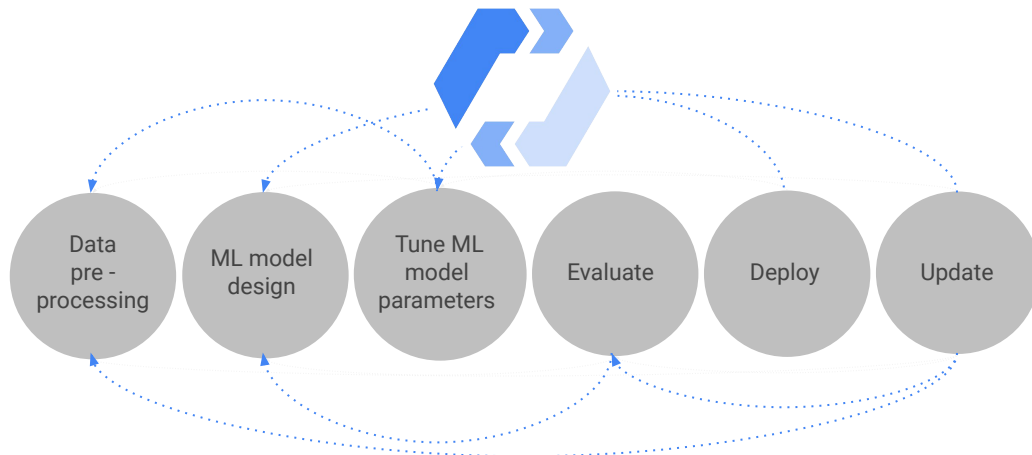 Data
pre -
processing
ML model
design
Tune ML
model
parameters
Evaluate
Deploy
Update